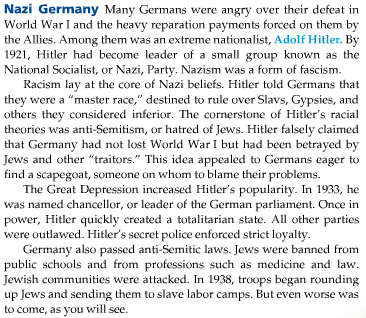 Nazi Germany Many Germans were angry over their defeat in
World War I and the heavy reparation payments forced on them by
the Allies. Among them was an extreme nationalist, Adolf Hitler. By
1921, Hitler had become leader of a small group known as the
National Socialist, or Nazi, Party. Nazism was a form of fascism.
Racism lay at the core of Nazi beliefs. Hitler told Germans that
they were a “master race,” destined to rule over Slavs, Gypsies, and
others they considered inferior. The cornerstone of Hitler’s racial
theories was anti-Semitism, or hatred of Jews. Hitler falsely claimed
that Germany had not lost World War I but had been betrayed by
Jews and other “traitors.” This idea appealed to Germans eager to
find a scapegoat, someone on whom to blame their problems.
The Great Depression increased Hitler’s popularity. In 1933, he
was named chancellor, or leader of the German parliament. Once in
power, Hitler quickly created a totalitarian state. All other parties
were outlawed. Hitler’s secret police enforced strict loyalty.
Germany also passed anti-Semitic laws. Jews were banned from
public schools and from professions such as medicine and law.
Jewish communities were attacked. In 1938, troops began rounding
up Jews and sending them to slave labor camps. But even worse was
to come, as you will see.